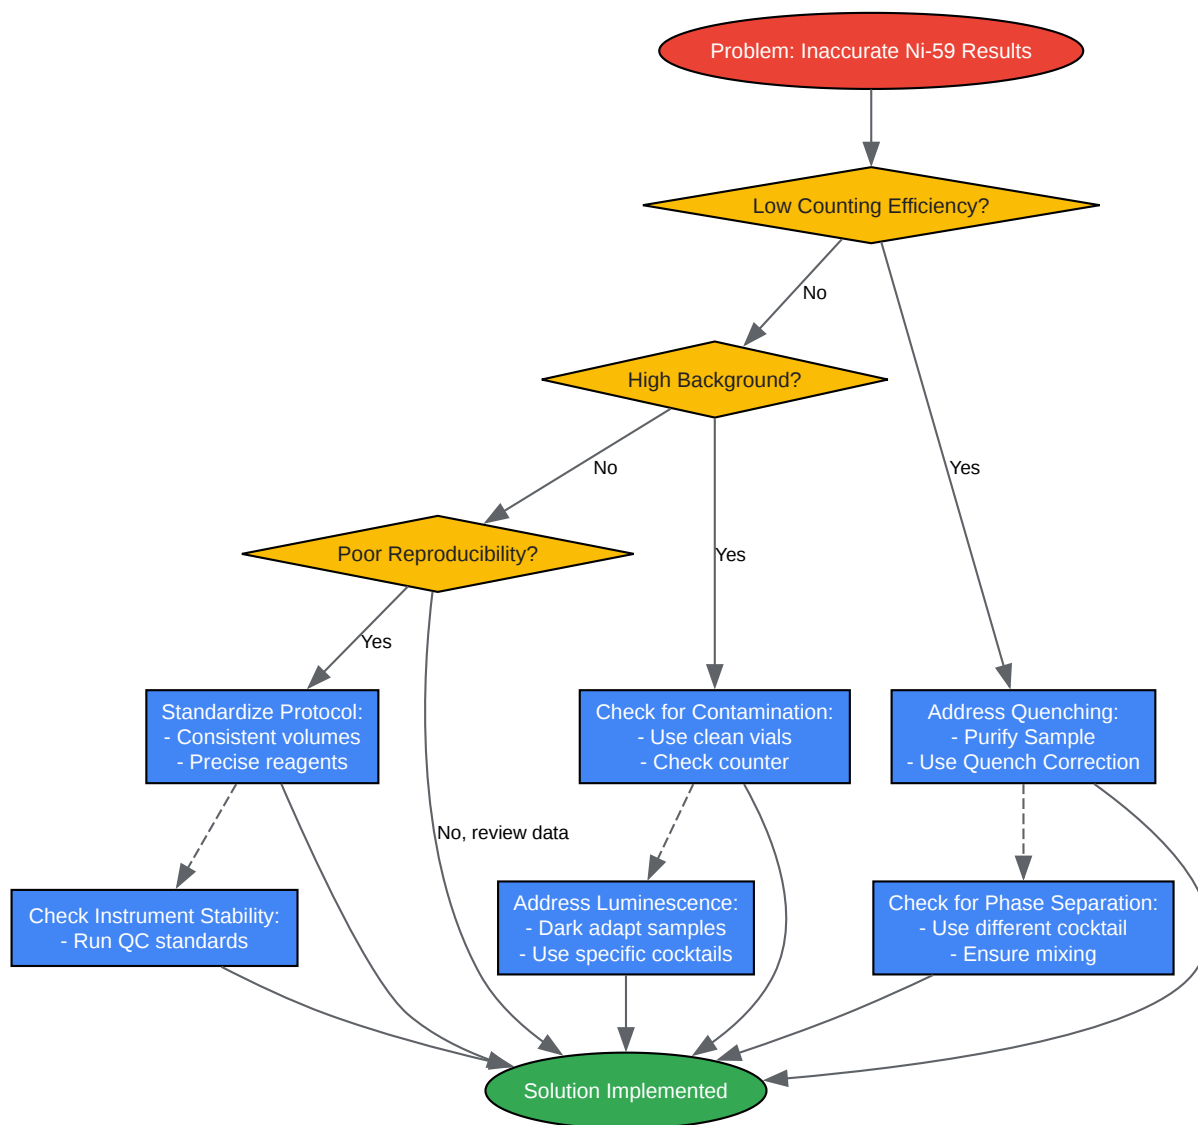 Problem: Inaccurate Ni-59 Results
Low Counting Efficiency?
No
High Background?
No
Yes
Poor Reproducibility?
Yes
Yes
Standardize Protocol:
- Consistent volumes
- Precise reagents
Check for Contamination:
- Use clean vials
- Check counter
Address Quenching:
- Purify Sample
- Use Quench Correction
No, review data
Check Instrument Stability:
- Run QC standards
Address Luminescence:
- Dark adapt samples
- Use specific cocktails
Check for Phase Separation:
- Use different cocktail
- Ensure mixing
Solution Implemented